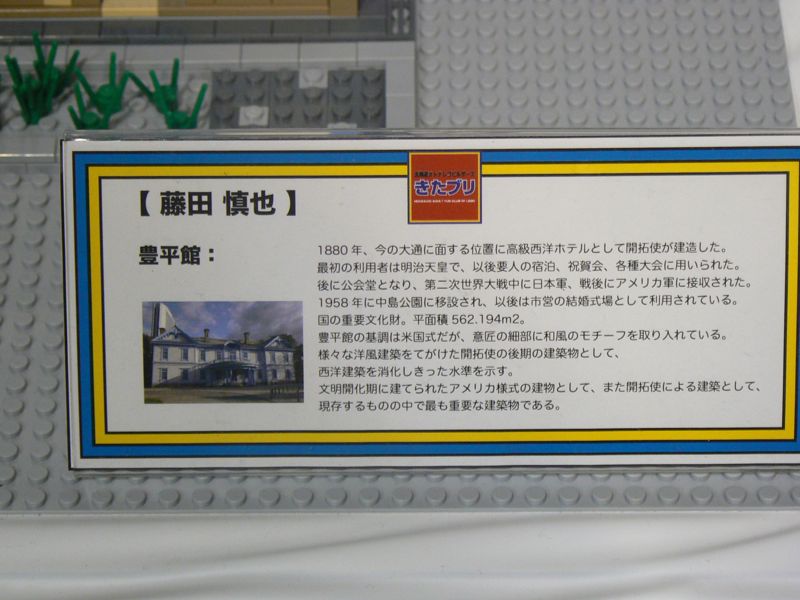 きたブリ
【 藤田 慎也 】
豊平館：
1880 年、今の大通に面する位置に高級西洋ホテルとして開拓使が建造した。
最初の利用者は明治天皇で、以後要人の宿泊、祝賀会、各種大会に用いられた。
後に公会堂となり、第二次世界大戦中に日本軍、戦後にアメリカ軍に接収された。
1958 年に中島公園に移設され、以後は市営の結婚式場として利用されている。
国の重要文化財。平面積 562.194m2。
豊平館の基調は米国式だが、意匠の細部に和風のモチーフを取り入れている。
様々な洋風建築をてがけた開拓使の後期の建築物として、
西洋建築を消化しきった水準を示す。
文明開化期に建てられたアメリカ様式の建物として、また開拓使による建築として、
現存するものの中で最も重要な建築物である。